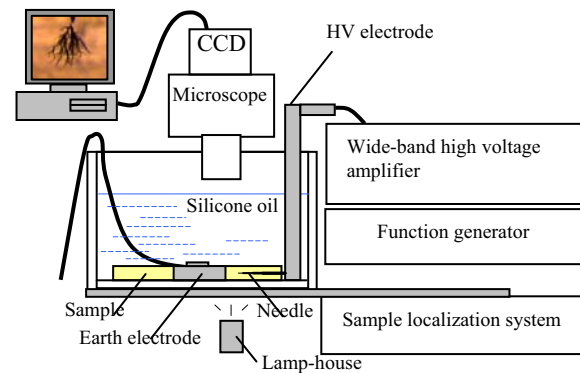 CCD
HV electrode
Microscope
Wide-band high voltage
amplifier
Silicone oil
Function generator
Sample
Needle
Earth electrode
Sample localization system
Lamp-house